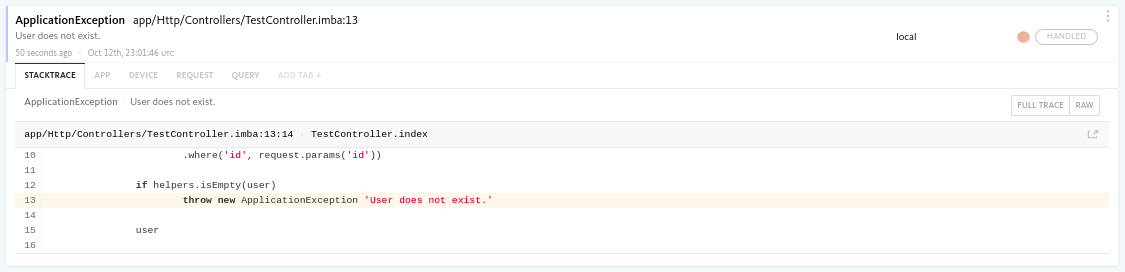 ApplicationException app/Http/Controllers/TestController.imba:13
User does not exist.
local
HANDLED
50 seconds ago · Oct 12th, 23:01:46 UTC
STACKTRACE APP DEVICE REQUEST QUERY ADD TAB +
ApplicationException · User does not exist.
FULL TRACE RAW
app/Http/Controllers/TestController.imba:13:14 · TestController.index
10 .where('id', request.params('id'))
11
12 if helpers.isEmpty(user)
13 throw new ApplicationException 'User does not exist.'
14
15 user
16